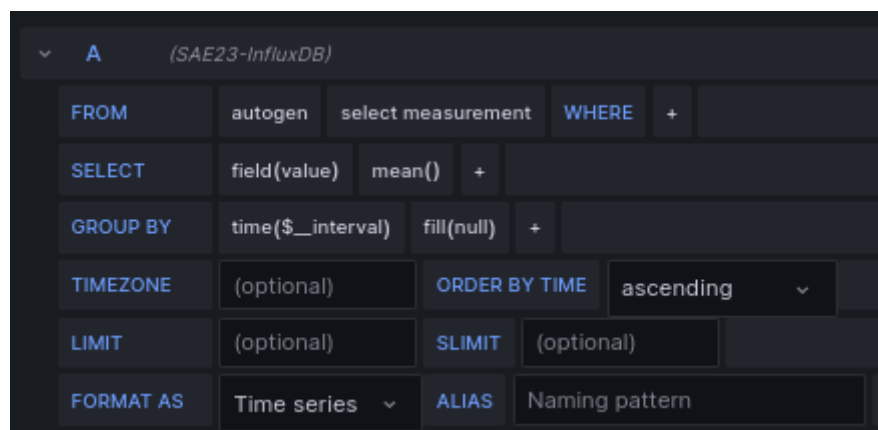 A (SAE23-InfluxDB)
FROM autogen select measurement WHERE +
SELECT field(value) mean() +
GROUP BY time($__interval) fill(null) +
TIMEZONE (optional) ORDER BY TIME ascending
LIMIT (optional) SLIMIT (optional)
FORMAT AS Time series ALIAS Naming pattern